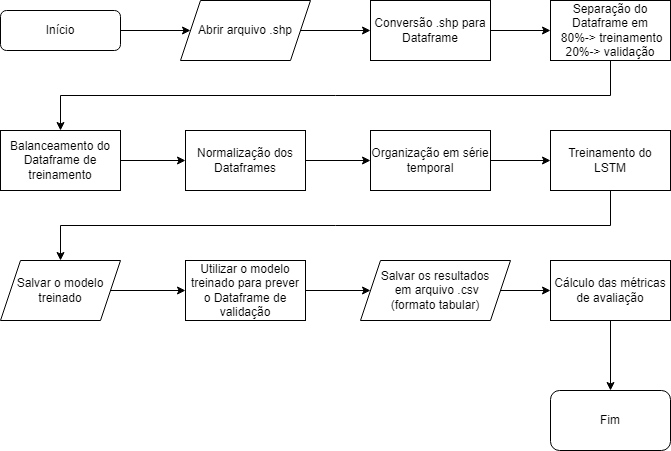 Início
Abrir arquivo .shp
Conversão .shp para
Dataframe
Separação do
Dataframe em
80%-> treinamento
20%-> validação
Balanceamento do
Dataframe de
treinamento
Normalização dos
Dataframes
Organização em série
temporal
Treinamento do
LSTM
Salvar o modelo
treinado
Utilizar o modelo
treinado para prever
o Dataframe de
validação
Salvar os resultados
em arquivo .csv
(formato tabular)
Cálculo das métricas
de avaliação
Fim